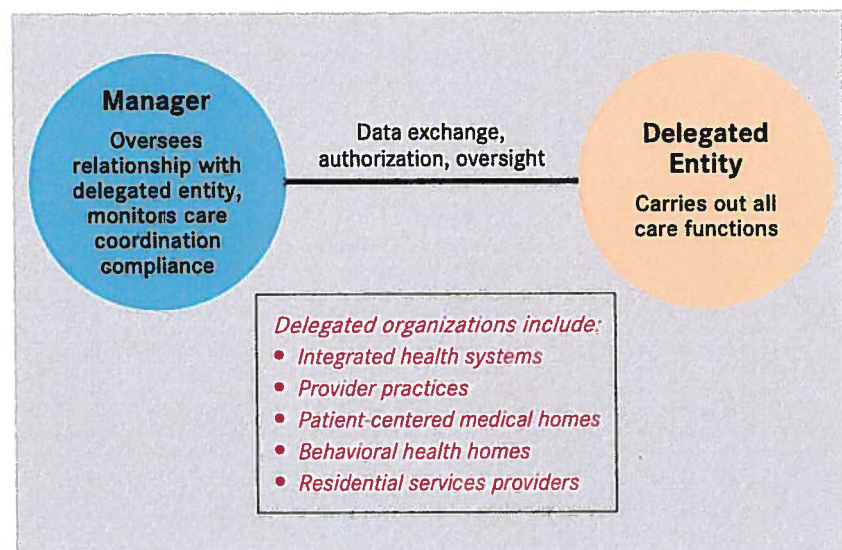 Manager
Oversees
relationship with
delegated entity,
monitors care
coordination
compliance
Data exchange,
authorization, oversight
Delegated
Entity
Carries out all
care functions
Delegated organizations include:
• Integrated health systems
• Provider practices
• Patient-centered medical homes
• Behavioral health homes
• Residential services providers